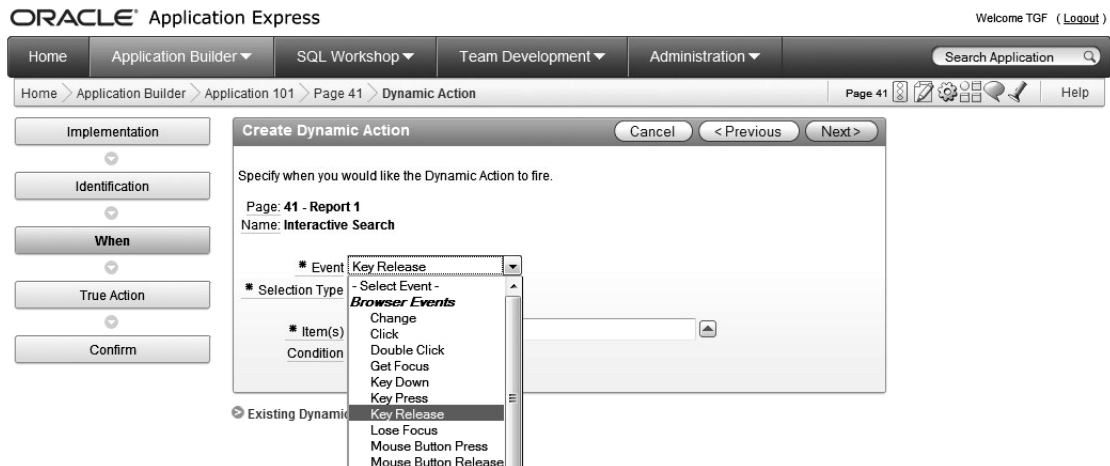 ORACLE® Application Express
Welcome TGF ( Logout )
Home Application Builder SQL Workshop Team Development Administration Search Application
Home Application Builder Application 101 Page 41 Dynamic Action Page 41 Help
Implementation
Identification
When
True Action
Confirm
Create Dynamic Action Cancel < Previous Next >
Specify when you would like the Dynamic Action to fire.
Page: 41 - Report 1
Name: Interactive Search
* Event Key Release
* Selection Type
* Item(s)
Condition
- Select Event -
Browser Events
Change
Click
Double Click
Get Focus
Key Down
Key Press
Key Release
Lose Focus
Mouse Button Press
Mouse Button Release
Existing Dynamic